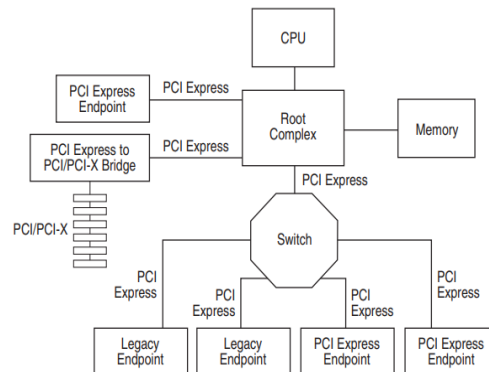 CPU
PCI Express
Endpoint
PCI Express
Root
Complex
Memory
PCI Express to
PCI/PCI-X Bridge
PCI Express
PCI Express
PCI/PCI-X
Switch
PCI
Express
PCI
Express
PCI
Express
PCI
Express
Legacy
Endpoint
Legacy
Endpoint
PCI Express
Endpoint
PCI Express
Endpoint